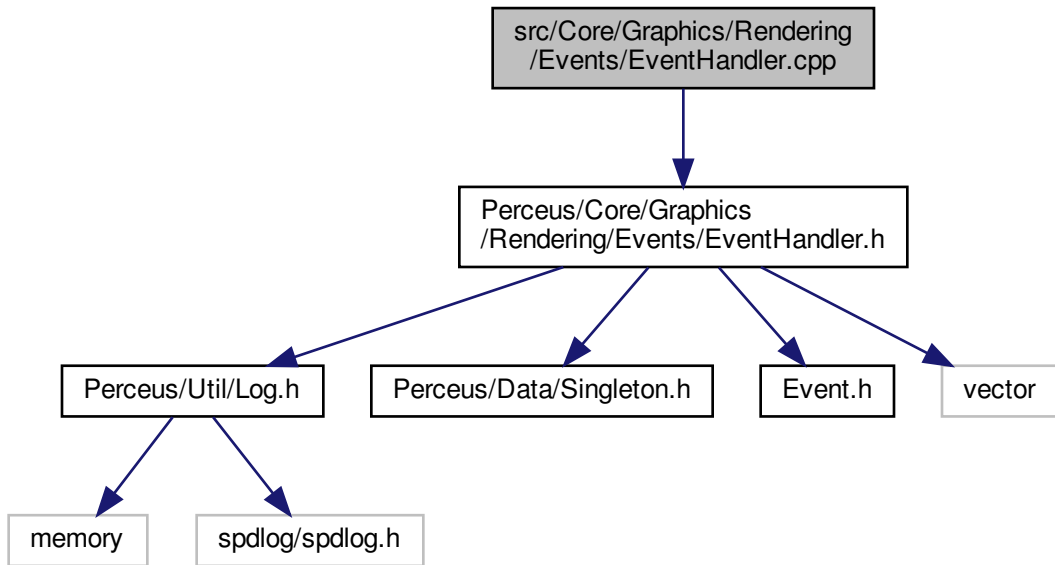 src/Core/Graphics/Rendering
/Events/EventHandler.cpp
Perceus/Core/Graphics
/Rendering/Events/EventHandler.h
Perceus/Util/Log.h
Perceus/Data/Singleton.h
Event.h
vector
memory
spdlog/spdlog.h